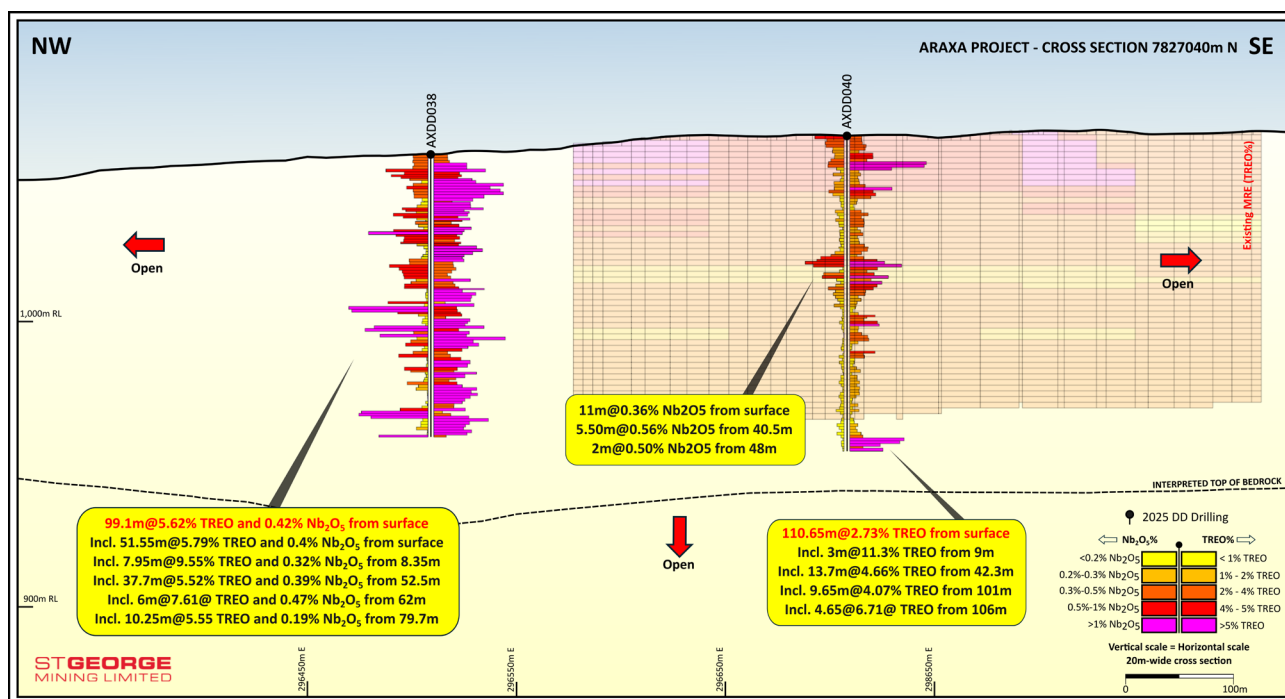 NW
ARAXA PROJECT - CROSS SECTION 7827040m N SE
AXDD038
AXDD040
Existing MRE (TREO%)
Open
Open
1,000m RL
11m@0.36% Nb2O5 from surface
5.50m@0.56% Nb2O5 from 40.5m
2m@0.50% Nb2O5 from 48m
INTERPRETED TOP OF BEDROCK
99.1m@5.62% TREO and 0.42% Nb₂O₅ from surface
Incl. 51.55m@5.79% TREO and 0.4% Nb₂O₅ from surface
Incl. 7.95m@9.55% TREO and 0.32% Nb₂O₅ from 8.35m
Incl. 37.7m@5.52% TREO and 0.39% Nb₂O₅ from 52.5m
Incl. 6m@7.61@ TREO and 0.47% Nb₂O₅ from 62m
Incl. 10.25m@5.55 TREO and 0.19% Nb₂O₅ from 79.7m
Open
110.65m@2.73% TREO from surface
Incl. 3m@11.3% TREO from 9m
Incl. 13.7m@4.66% TREO from 42.3m
Incl. 9.65m@4.07% TREO from 101m
Incl. 4.65@6.71@ TREO from 106m
2025 DD Drilling
Nb₂O₅% TREO%
<0.2% Nb₂O₅ < 1% TREO
0.2%-0.3% Nb₂O₅ 1% - 2% TREO
0.3%-0.5% Nb₂O₅ 2% - 4% TREO
0.5%-1% Nb₂O₅ 4% - 5% TREO
>1% Nb₂O₅ >5% TREO
Vertical scale = Horizontal scale
20m-wide cross section
0 100m
900m RL
STGEORGE
MINING LIMITED
296450m E
296550m E
296650m E
298650m E